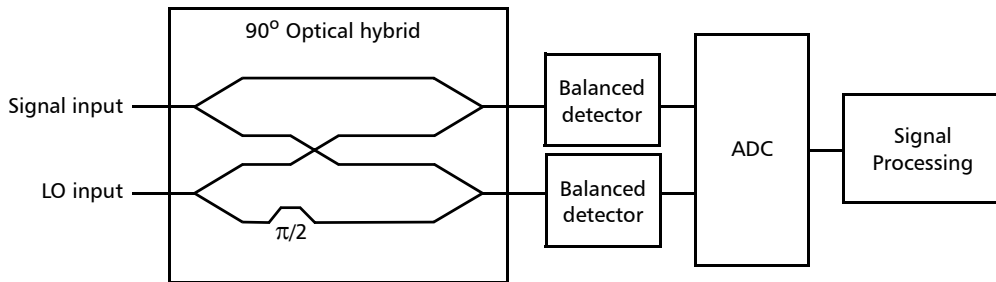 90° Optical hybrid
Signal input
LO input
π/2
Balanced
detector
Balanced
detector
ADC
Signal
Processing